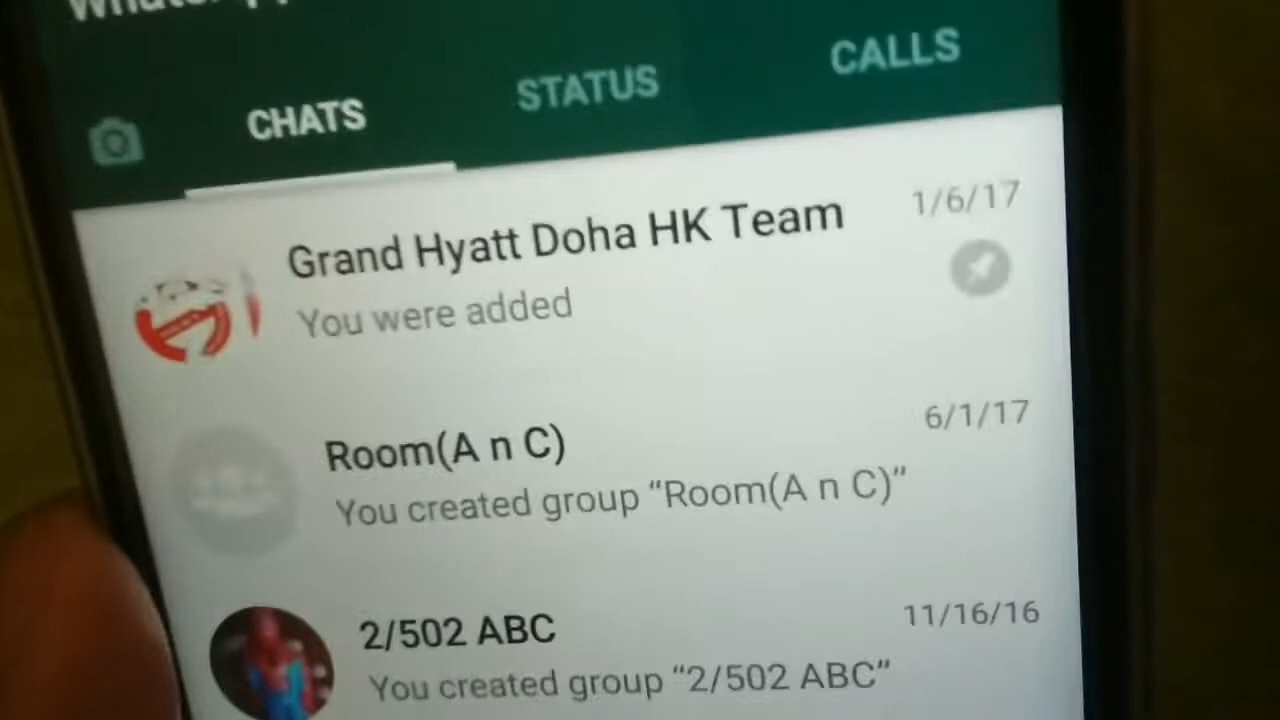 WhatsApp
CHATS
STATUS
CALLS
Grand Hyatt Doha HK Team
1/6/17
You were added
Room(A n C)
6/1/17
You created group “Room(A n C)”
2/502 ABC
11/16/16
You created group “2/502 ABC”